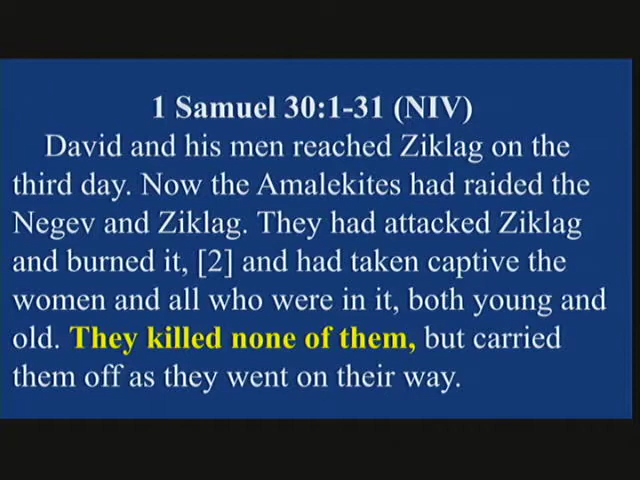 1 Samuel 30:1-31 (NIV)
David and his men reached Ziklag on the
third day. Now the Amalekites had raided the
Negev and Ziklag. They had attacked Ziklag
and burned it, [2] and had taken captive the
women and all who were in it, both young and
old. They killed none of them, but carried
them off as they went on their way.